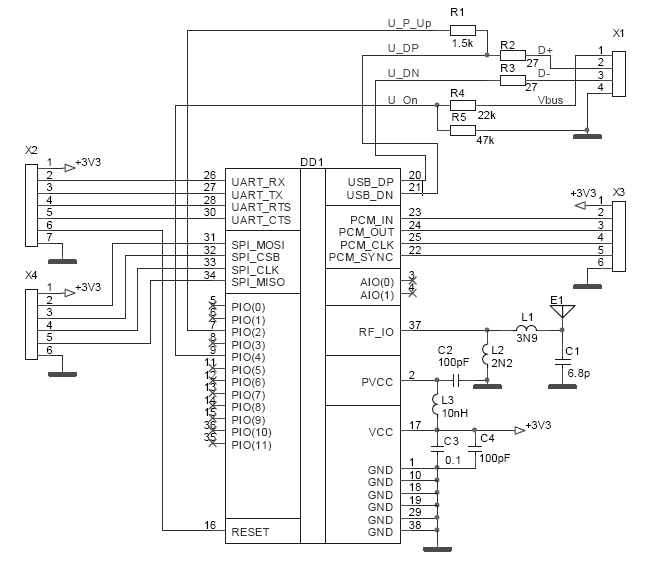 R1
U_P_Up
1.5k
X1
U_DP
R2
D+
1
27
2
U_DN
R3
D-
3
27
4
U_On
R4
Vbus
22k
R5
47k
X2
DD1
1
+3V3
2
26
UART_RX
USB_DP
20
3
27
UART_TX
USB_DN
21
4
28
UART_RTS
5
30
UART_CTS
6
7
+3V3
X3
1
PCM_IN
23
2
PCM_OUT
24
3
PCM_CLK
25
4
PCM_SYNC
22
5
6
31
SPI_MOSI
32
SPI_CSB
33
SPI_CLK
34
SPI_MISO
X4
1
+3V3
2
3
4
5
6
AIO(0)
3
AIO(1)
4
5
PIO(0)
6
PIO(1)
7
PIO(2)
8
PIO(3)
9
PIO(4)
11
PIO(5)
12
PIO(6)
13
PIO(7)
14
PIO(8)
15
PIO(9)
36
PIO(10)
35
PIO(11)
RF_IO
37
L1
3N9
E1
L2
2N2
C1
6.8p
C2
100pF
PVCC
2
L3
10nH
VCC
17
+3V3
C3
0.1
C4
100pF
GND
1
GND
10
GND
18
GND
19
GND
29
GND
38
16
RESET